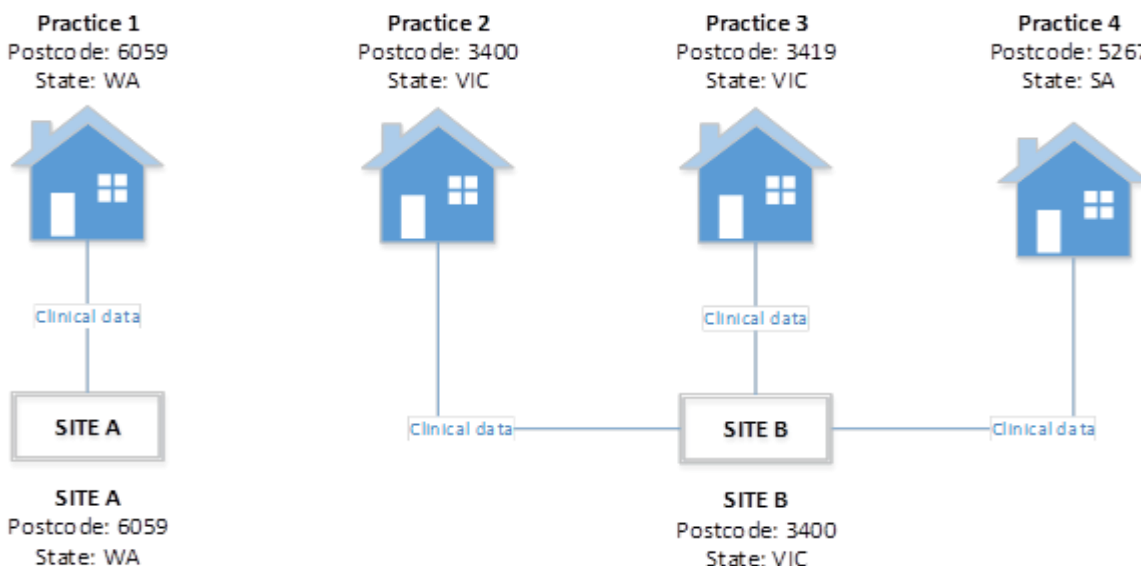 Practice 1
Postcode: 6059
State: WA
Practice 2
Postcode: 3400
State: VIC
Practice 3
Postcode: 3419
State: VIC
Practice 4
Postcode: 5267
State: SA
Clinical data
Clinical data
Clinical data
Clinical data
SITE A
SITE B
SITE A
Postcode: 6059
State: WA
SITE B
Postcode: 3400
State: VIC